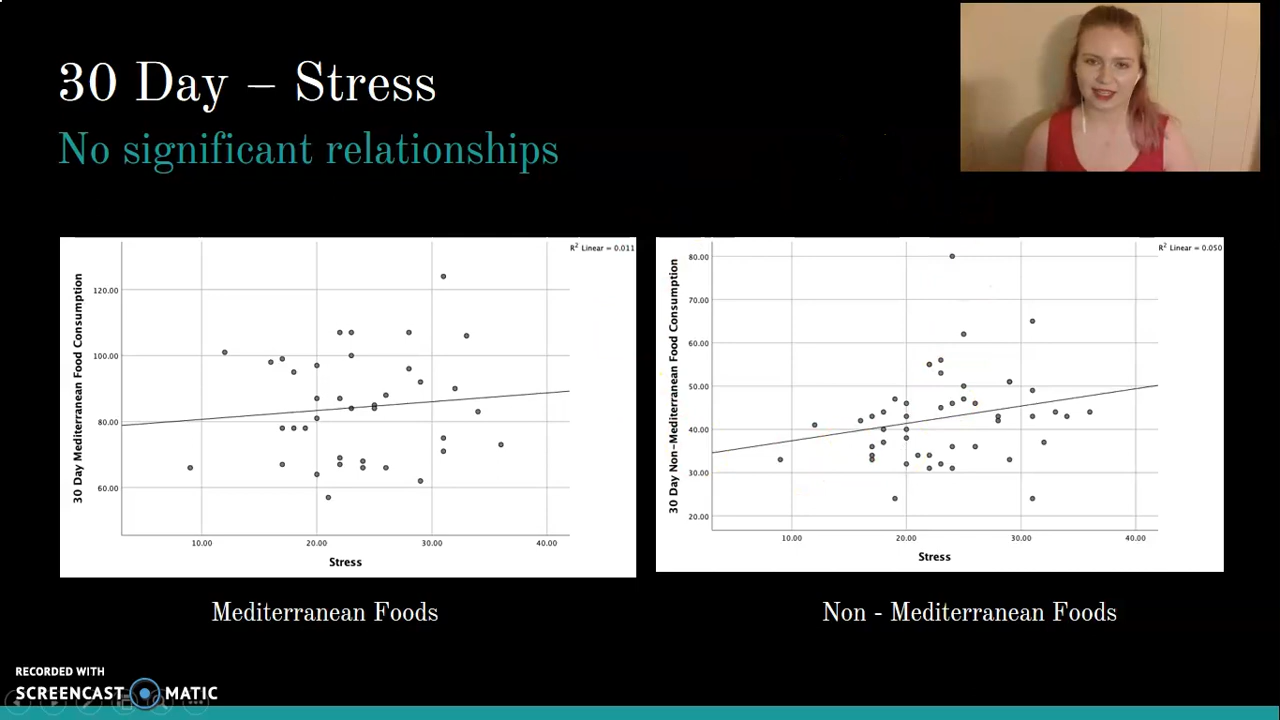 30 Day – Stress
No significant relationships
R² Linear = 0.011
30 Day Mediterranean Food Consumption
120.00
100.00
80.00
60.00
10.00 20.00 30.00 40.00
Stress
Mediterranean Foods
R² Linear = 0.050
30 Day Non-Mediterranean Food Consumption
80.00
70.00
60.00
50.00
40.00
30.00
20.00
10.00 20.00 30.00 40.00
Stress
Non - Mediterranean Foods
RECORDED WITH
SCREENCAST MATIC